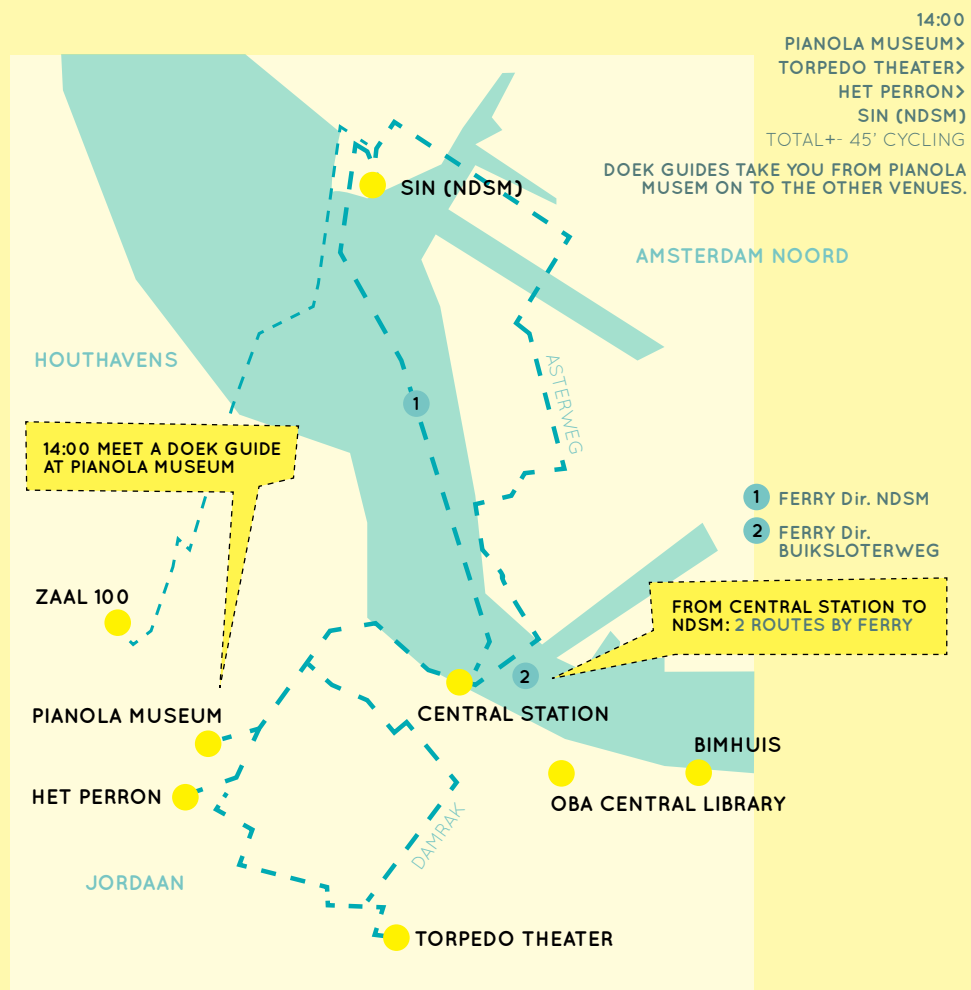 14:00
PIANOLA MUSEUM>
TORPEDO THEATER>
HET PERRON>
SIN (NDSM)
TOTAL+- 45' CYCLING
DOEK GUIDES TAKE YOU FROM PIANOLA
MUSEM ON TO THE OTHER VENUES.
SIN (NDSM)
AMSTERDAM NOORD
HOUTHAVENS
ASTERWEG
1
14:00 MEET A DOEK GUIDE
AT PIANOLA MUSEUM
1 FERRY Dir. NDSM
2 FERRY Dir.
BUIKSLOTERWEG
ZAAL 100
FROM CENTRAL STATION TO
NDSM: 2 ROUTES BY FERRY
2
PIANOLA MUSEUM
CENTRAL STATION
BIMHUIS
HET PERRON
OBA CENTRAL LIBRARY
DAMRAK
JORDAAN
TORPEDO THEATER